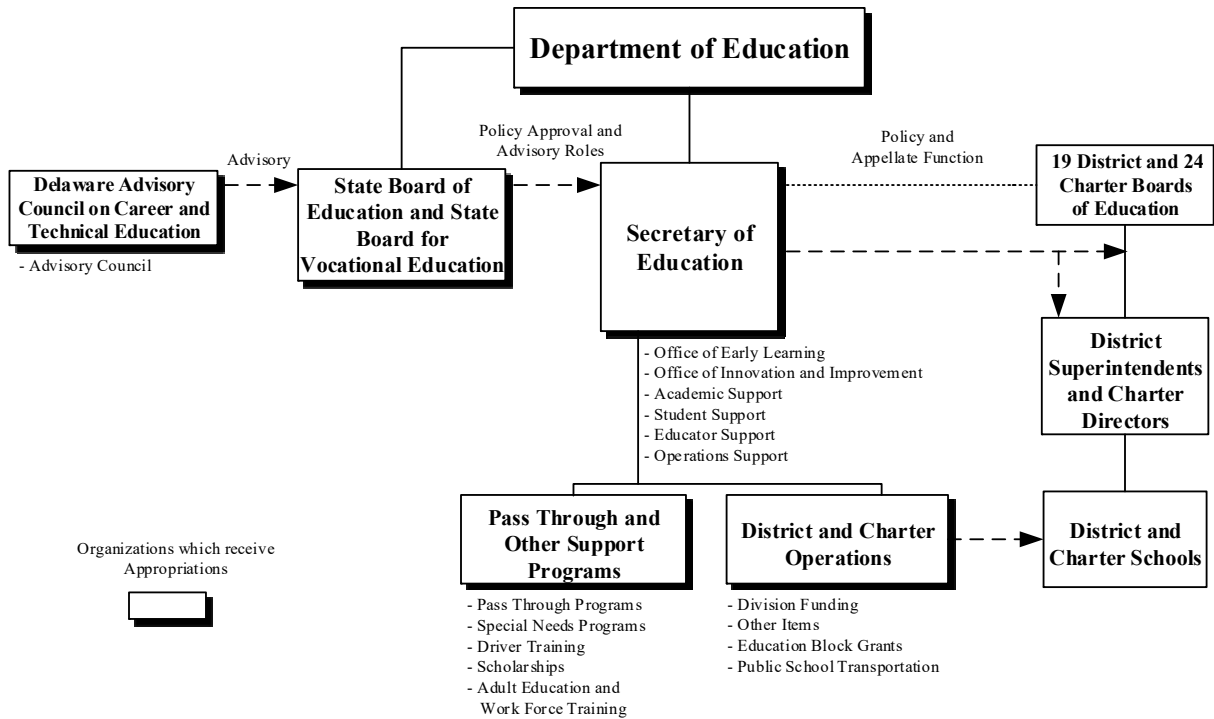 Department of Education
Policy Approval and
Advisory Roles
Policy and
Appellate Function
Advisory
Delaware Advisory
Council on Career and
Technical Education
- Advisory Council
State Board of
Education and State
Board for
Vocational Education
Secretary of
Education
19 District and 24
Charter Boards
of Education
- Office of Early Learning
- Office of Innovation and Improvement
- Academic Support
- Student Support
- Educator Support
- Operations Support
District
Superintendents
and Charter
Directors
Pass Through and
Other Support
Programs
- Pass Through Programs
- Special Needs Programs
- Driver Training
- Scholarships
- Adult Education and
Work Force Training
District and Charter
Operations
- Division Funding
- Other Items
- Education Block Grants
- Public School Transportation
District and
Charter Schools
Organizations which receive
Appropriations